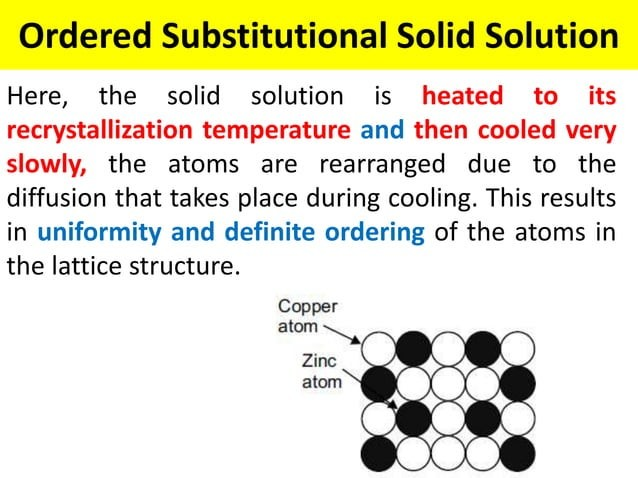 Ordered Substitutional Solid Solution
Here, the solid solution is heated to its
recrystallization temperature and then cooled very
slowly, the atoms are rearranged due to the
diffusion that takes place during cooling. This results
in uniformity and definite ordering of the atoms in
the lattice structure.
Copper
atom
Zinc
atom